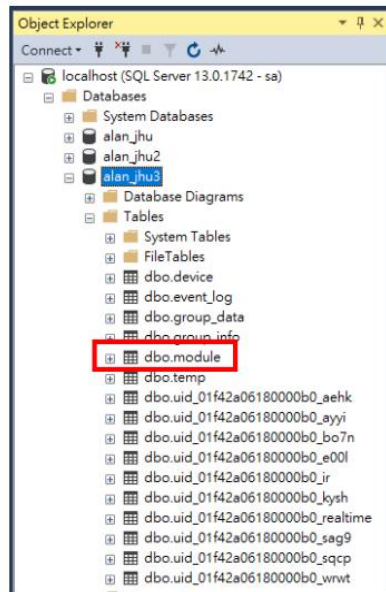 Object Explorer
Connect
localhost (SQL Server 13.0.1742 - sa)
Databases
System Databases
alan_jhu
alan_jhu2
alan_jhu3
Database Diagrams
Tables
System Tables
FileTables
dbo.device
dbo.event_log
dbo.group_data
dbo.group_info
dbo.module
dbo.temp
dbo.uid_01f42a06180000b0_aehk
dbo.uid_01f42a06180000b0_ayyi
dbo.uid_01f42a06180000b0_bo7n
dbo.uid_01f42a06180000b0_e00l
dbo.uid_01f42a06180000b0_ir
dbo.uid_01f42a06180000b0_kysh
dbo.uid_01f42a06180000b0_realtime
dbo.uid_01f42a06180000b0_sag9
dbo.uid_01f42a06180000b0_sqcp
dbo.uid_01f42a06180000b0_wrwt